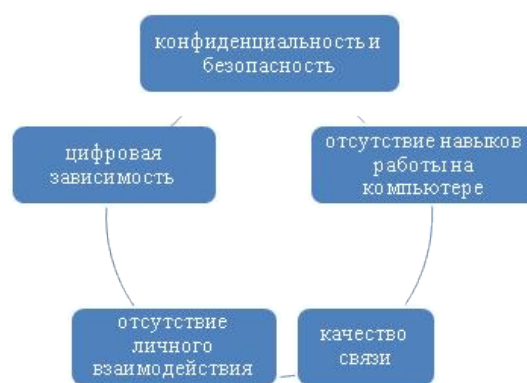 конфиденциальность и
безопасность
отсутствие навыков
работы на
компьютере
качество
связи
отсутствие
личного
взаимодействия
цифровая
зависимость